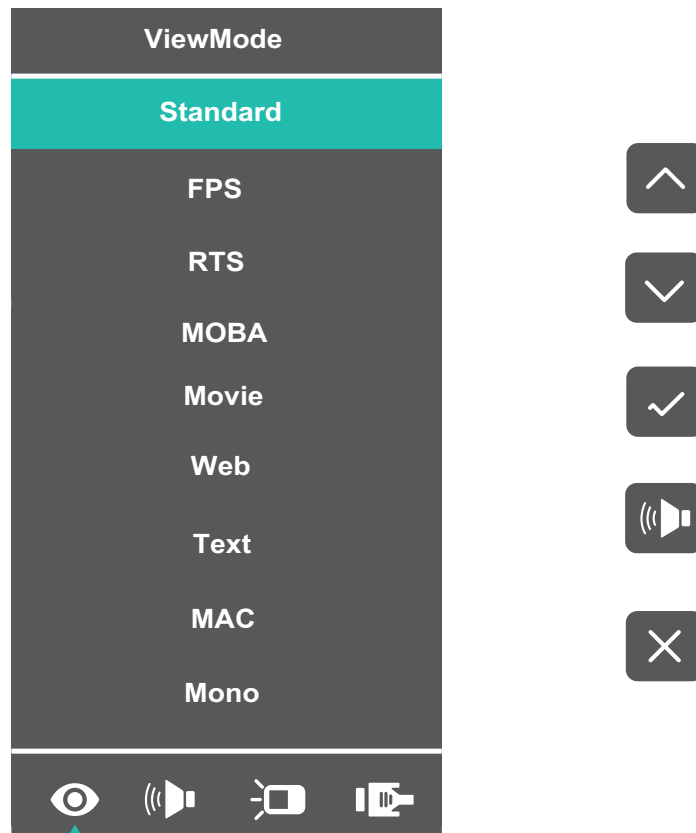 ViewMode
Standard
FPS
RTS
MOBA
Movie
Web
Text
MAC
Mono